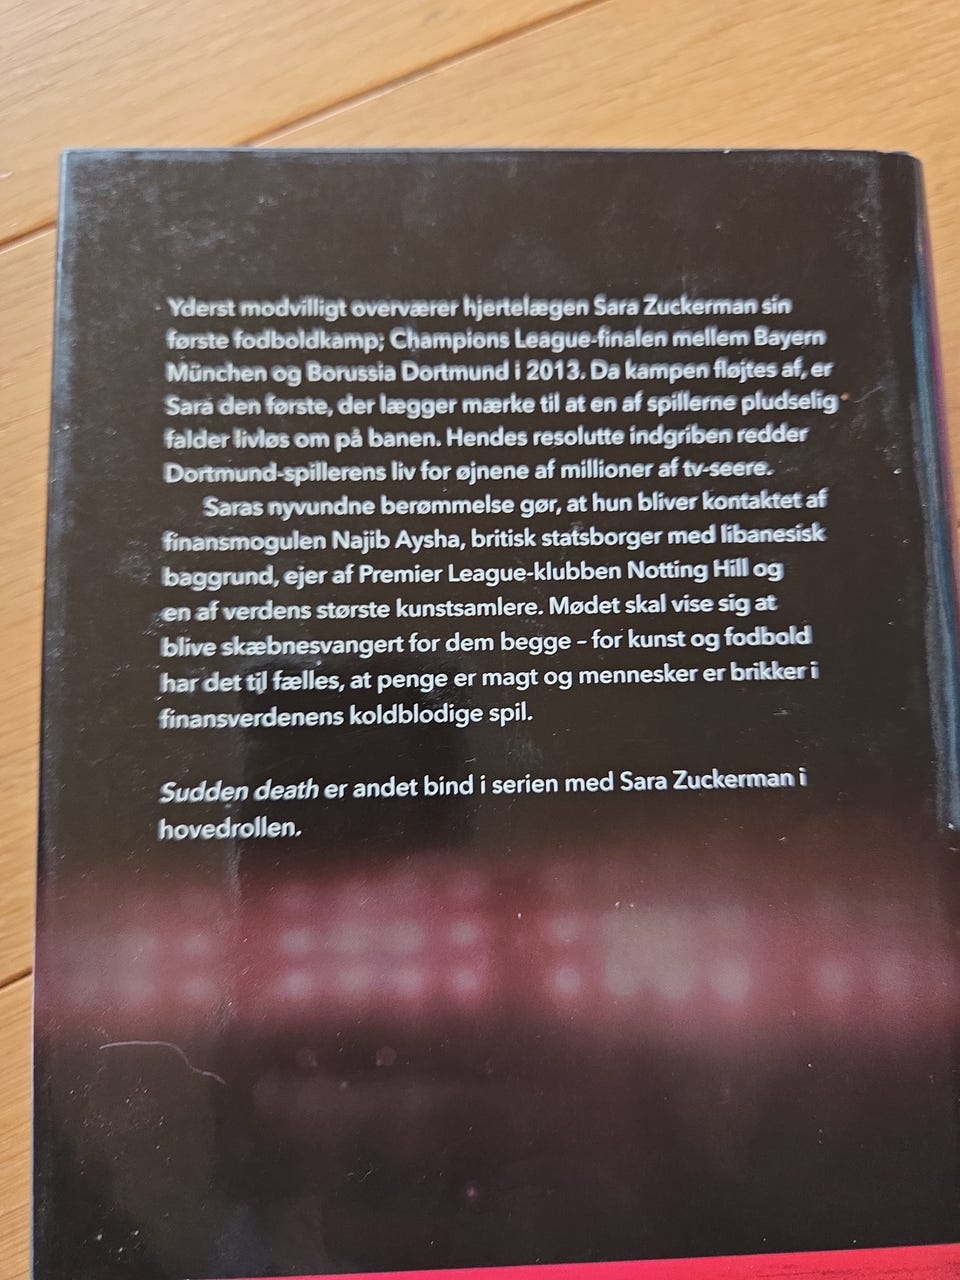 Yderst modvilligt overværer hjertelægen Sara Zuckerman sin
første fodboldkamp; Champions League-finalen mellem Bayern
München og Borussia Dortmund i 2013. Da kampen fløjtes af, er
Sara den første, der lægger mærke til at en af spillerne pludselig
falder livløs om på banen. Hendes resolutte indgriben redder
Dortmund-spillerens liv for øjnene af millioner af tv-seere.
Saras nyvundne berømmelse gør, at hun bliver kontaktet af
finansmogulen Najib Aysha, britisk statsborger med libanesisk
baggrund, ejer af Premier League-klubben Notting Hill og
en af verdens største kunstsamlere. Mødet skal vise sig at
blive skæbnesvangert for dem begge – for kunst og fodbold
har det til fælles, at penge er magt og mennesker er brikker i
finansverdenens koldblodige spil.
Sudden death er andet bind i serien med Sara Zuckerman i
hovedrollen.